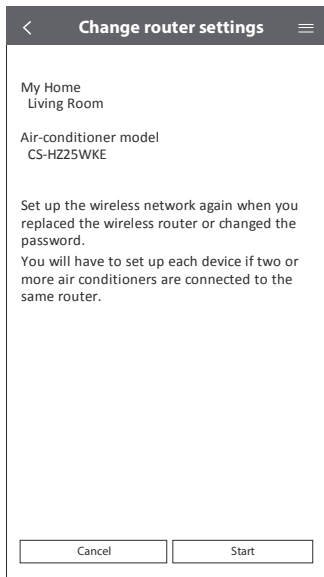 Change router settings
My Home
Living Room
Air-conditioner model
CS-HZ25WKE
Set up the wireless network again when you
replaced the wireless router or changed the
password.
You will have to set up each device if two or
more air conditioners are connected to the
same router.
Cancel
Start